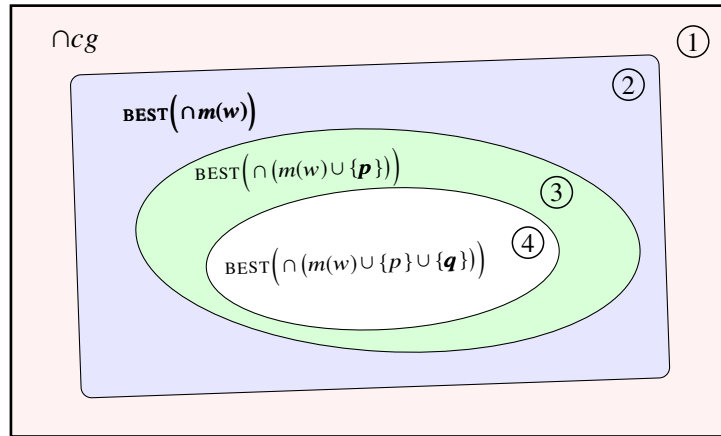 ∩cg ①
②
BEST(∩m(w))
BEST(∩(m(w)∪{p})) ③
④
BEST(∩(m(w)∪{p}∪{q}))